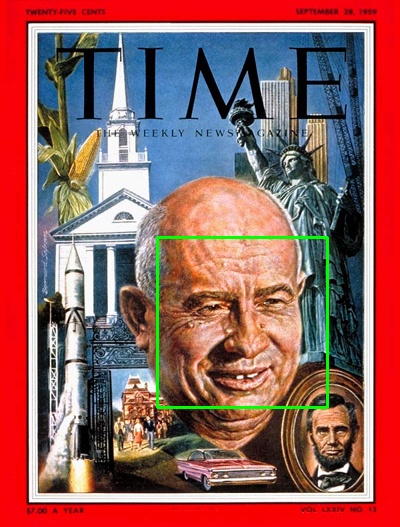 TWENTY-FIVE CENTS SEPTEMBER 28, 1959
TIME
THE WEEKLY NEWSMAGAZINE
$7.00 A YEAR VOL. LXXIV NO. 13